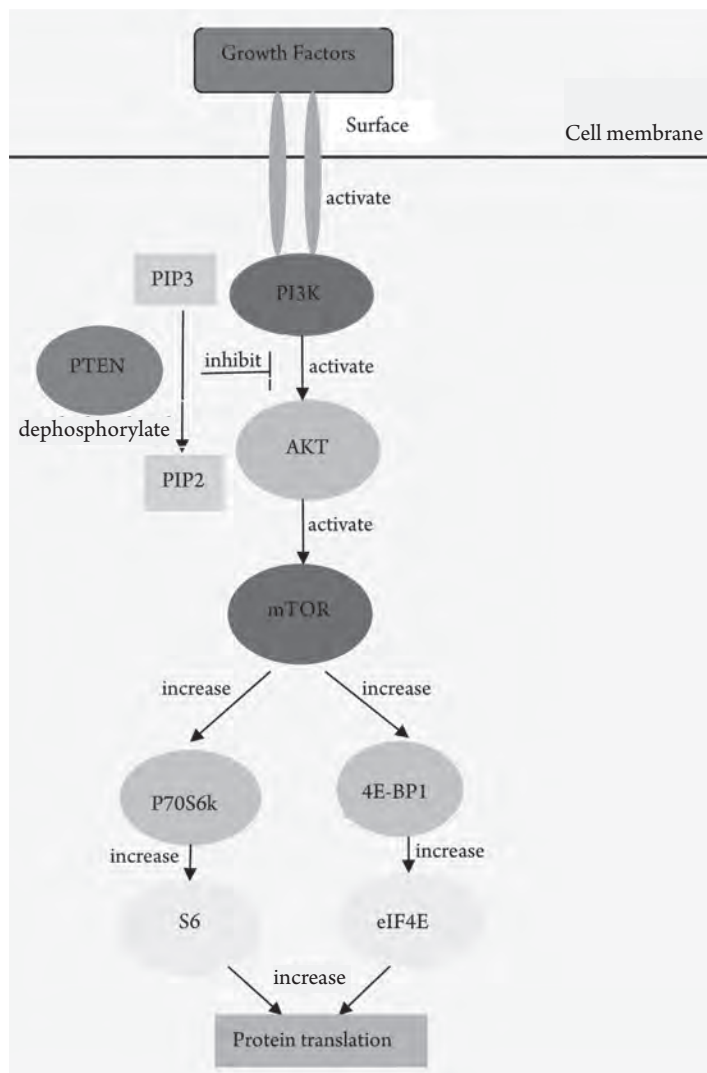 Growth Factors
Surface
Cell membrane
activate
PIP3
PI3K
PTEN
inhibit
activate
dephosphorylate
AKT
PIP2
activate
mTOR
increase
increase
P70S6k
4E-BP1
increase
increase
S6
eIF4E
increase
Protein translation